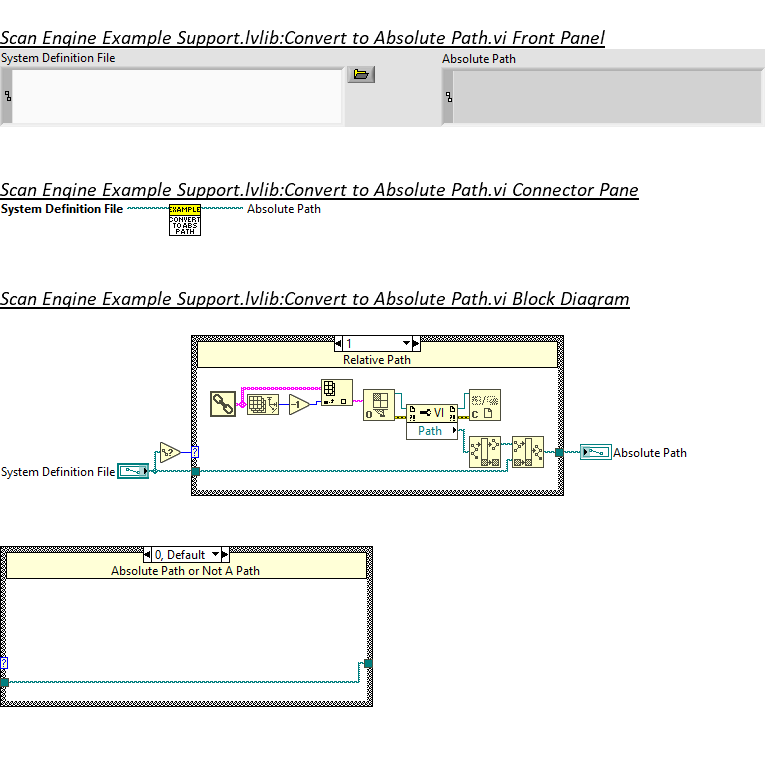 Scan Engine Example Support.lvlib:Convert to Absolute Path.vi Front Panel
System Definition File
Absolute Path
Scan Engine Example Support.lvlib:Convert to Absolute Path.vi Connector Pane
System Definition File
EXAMPLE
CONVERT
TO ABS
PATH
Absolute Path
Scan Engine Example Support.lvlib:Convert to Absolute Path.vi Block Diagram
1
Relative Path
-1
O
VI
C
Path
?
?
System Definition File
Absolute Path
0, Default
Absolute Path or Not A Path
?